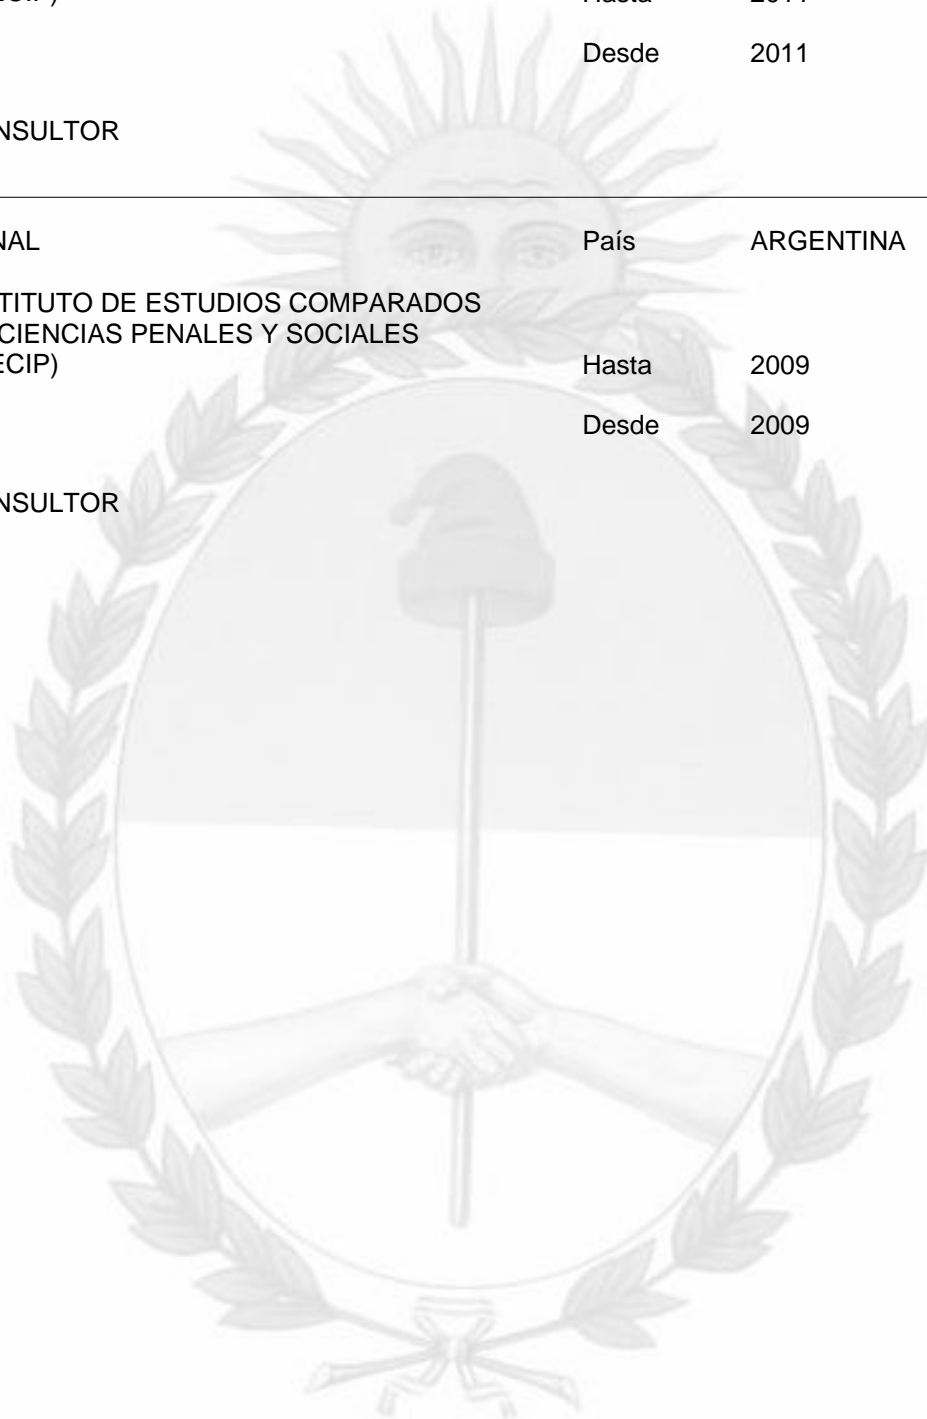 Desde 2011
NSULTOR
NAL País ARGENTINA
TITUTO DE ESTUDIOS COMPARADOS
CIENCIAS PENALES Y SOCIALES
ECIP) Hasta 2009
Desde 2009
NSULTOR